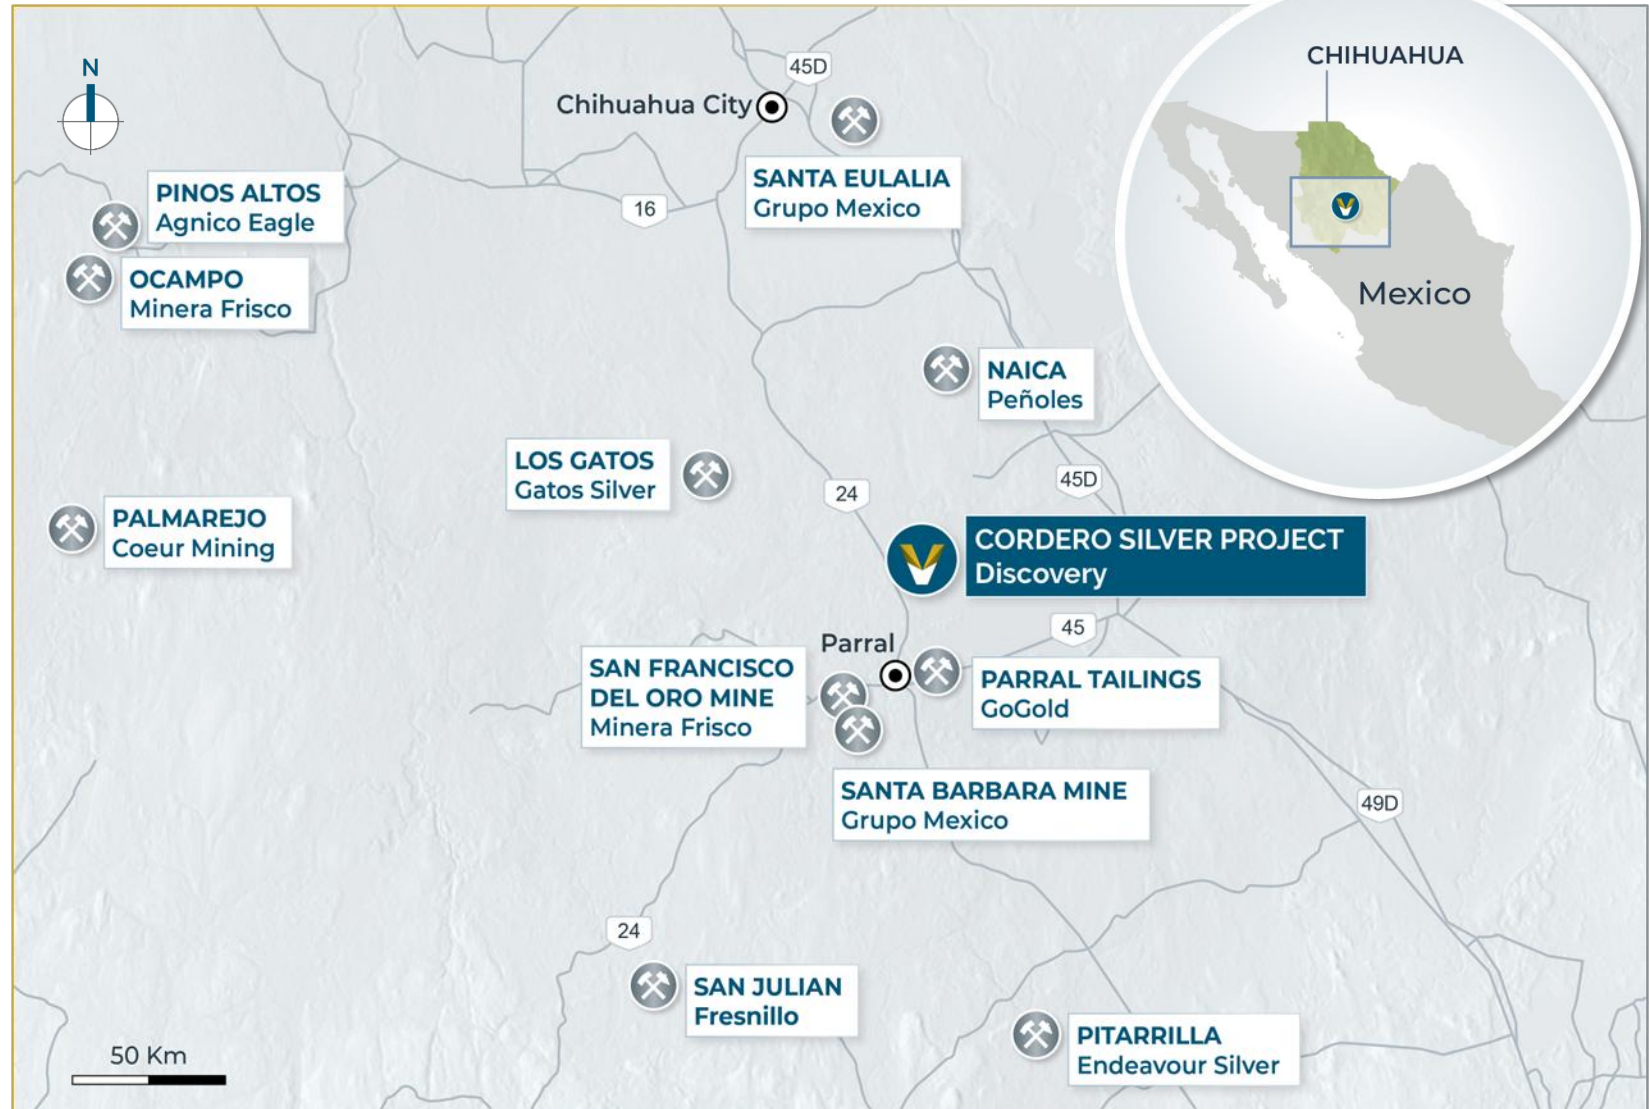 N
45D
Chihuahua City
CHIHUAHUA
SANTA EULALIA
Grupo Mexico
PINOS ALTOS
Agnico Eagle
16
OCAMPO
Minera Frisco
Mexico
NAICA
Peñoles
LOS GATOS
Gatos Silver
24
45D
PALMAREJO
Coeur Mining
CORDERO SILVER PROJECT
Discovery
45
Parral
SAN FRANCISCO
DEL ORO MINE
Minera Frisco
PARRAL TAILINGS
GoGold
SANTA BARBARA MINE
Grupo Mexico
49D
24
SAN JULIAN
Fresnillo
PITARRILLA
Endeavour Silver
50 Km